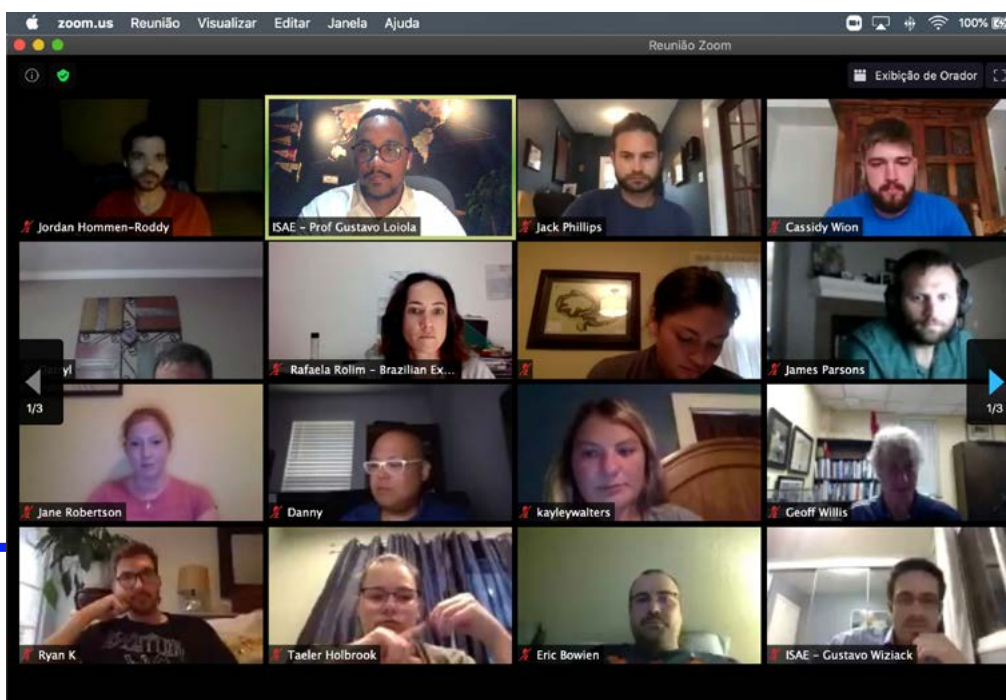 zoom.us Reunião Visualizar Editar Janela Ajuda 100%
Reunião Zoom
Exibição de Orador
Jordan Hommen-Roddy
ISAE - Prof Gustavo Loiola
Jack Phillips
Cassidy Wion
Rafaela Rolim - Brazilian Ex...
James Parsons
1/3
1/3
Jane Robertson
Danny
kayleywalters
Geoff Willis
Ryan K
Taeler Holbrook
Eric Bowien
ISAE - Gustavo Wiziack